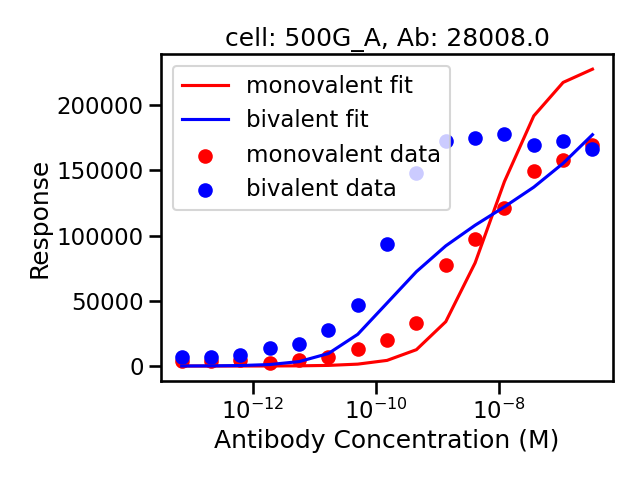 cell: 500G_A, Ab: 28008.0
monovalent fit
bivalent fit
monovalent data
bivalent data
Response
200000
150000
100000
50000
0
10⁻¹² 10⁻¹⁰ 10⁻⁸
Antibody Concentration (M)